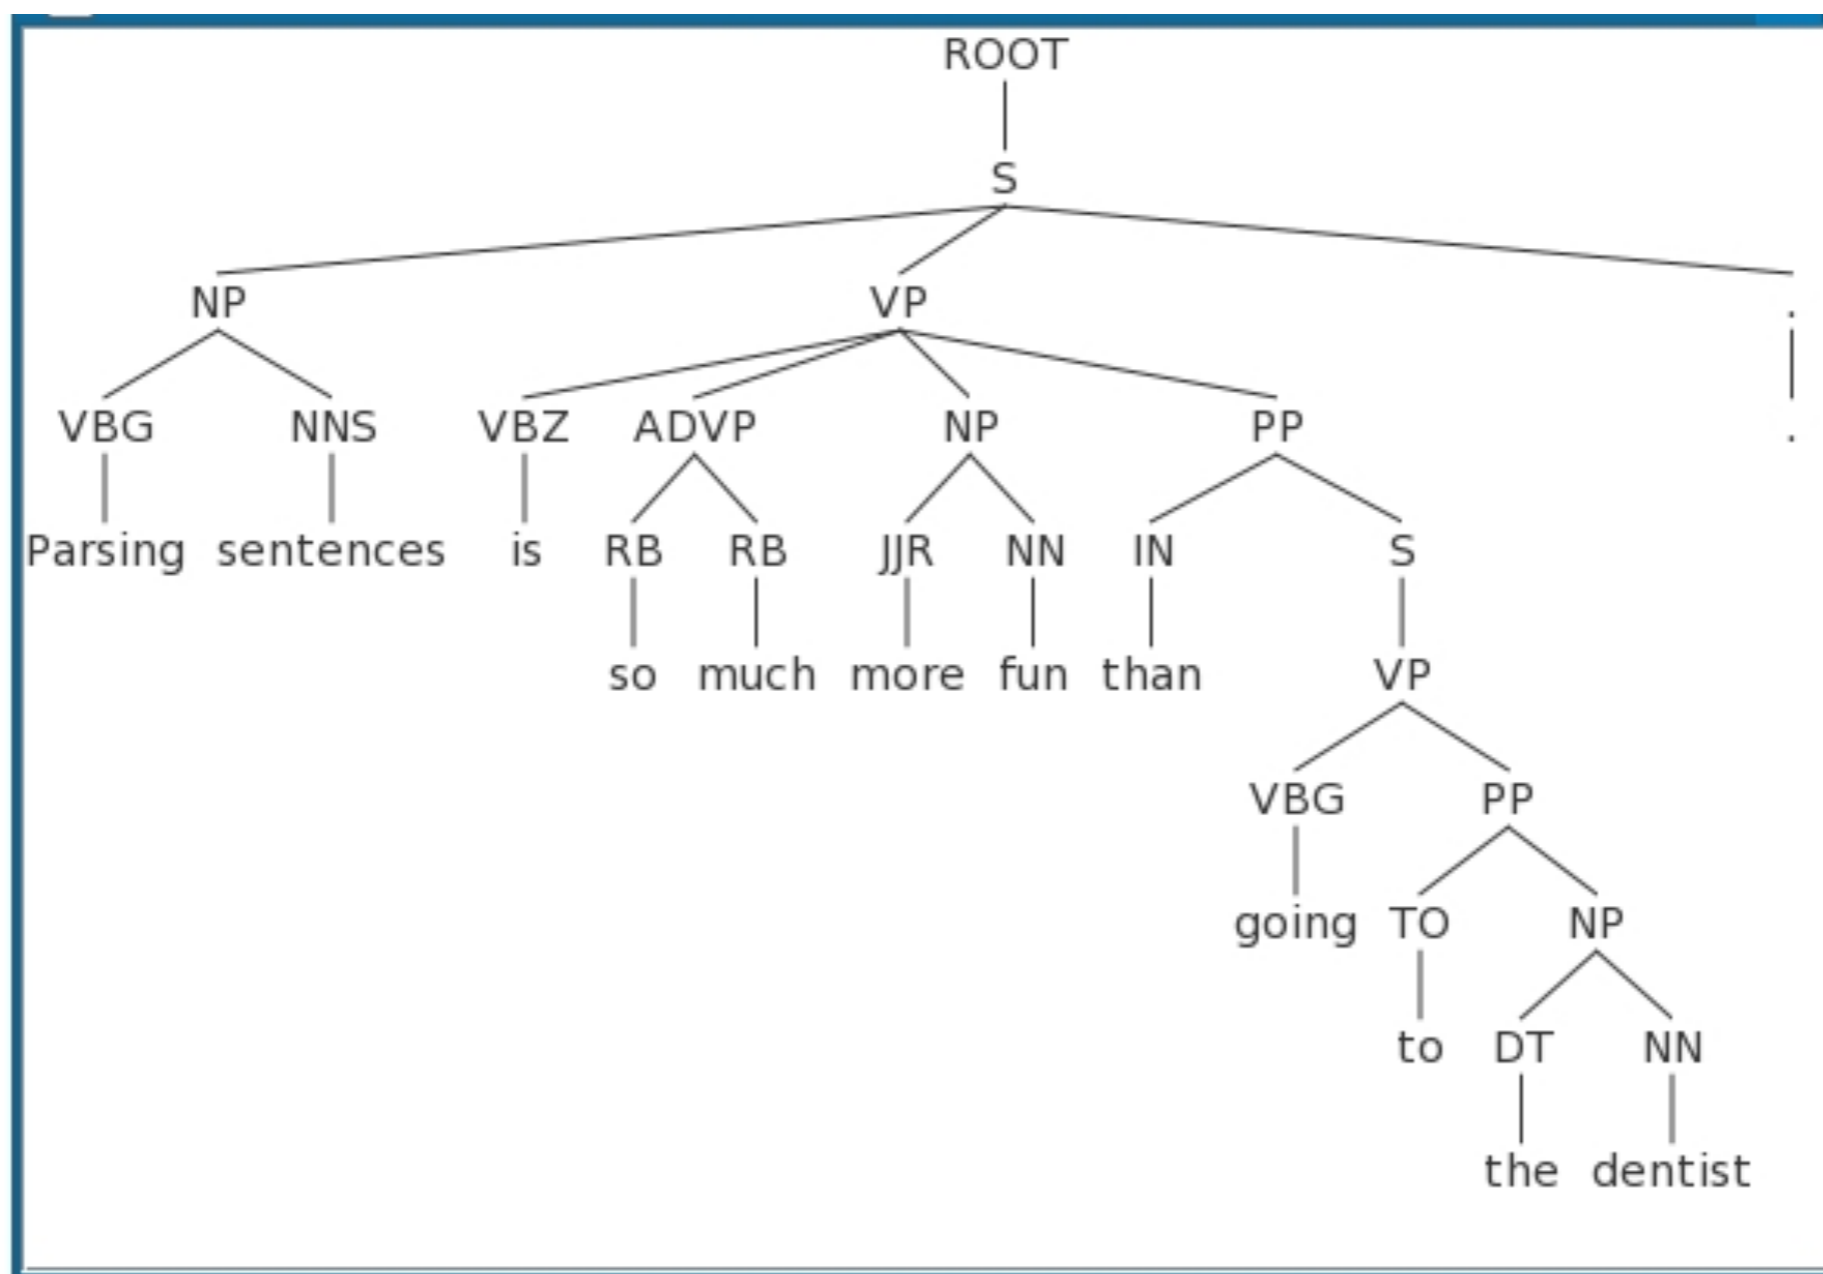 ROOT
S
NP VP .
VBG NNS VBZ ADVP NP PP .
Parsing sentences is RB RB JJR NN IN S
so much more fun than VP
VBG PP
going TO NP
to DT NN
the dentist